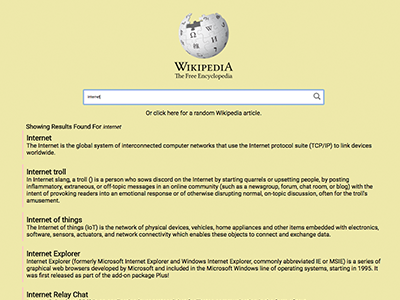 WIKIPEDIA
The Free Encyclopedia
internet
Or click here for a random Wikipedia article.
Showing Results Found For internet
Internet
The Internet is the global system of interconnected computer networks that use the Internet protocol suite (TCP/IP) to link devices
worldwide.
Internet troll
In Internet slang, a troll () is a person who sows discord on the Internet by starting quarrels or upsetting people, by posting
inflammatory, extraneous, or off-topic messages in an online community (such as a newsgroup, forum, chat room, or blog) with the
intent of provoking readers into an emotional response or of otherwise disrupting normal, on-topic discussion, often for the troll's
amusement.
Internet of things
The Internet of things (IoT) is the network of physical devices, vehicles, home appliances and other items embedded with electronics,
software, sensors, actuators, and network connectivity which enables these objects to connect and exchange data.
Internet Explorer
Internet Explorer (formerly Microsoft Internet Explorer and Windows Internet Explorer, commonly abbreviated IE or MSIE) is a series of
graphical web browsers developed by Microsoft and included in the Microsoft Windows line of operating systems, starting in 1995. It
was first released as part of the add-on package Plus!
Internet Relay Chat